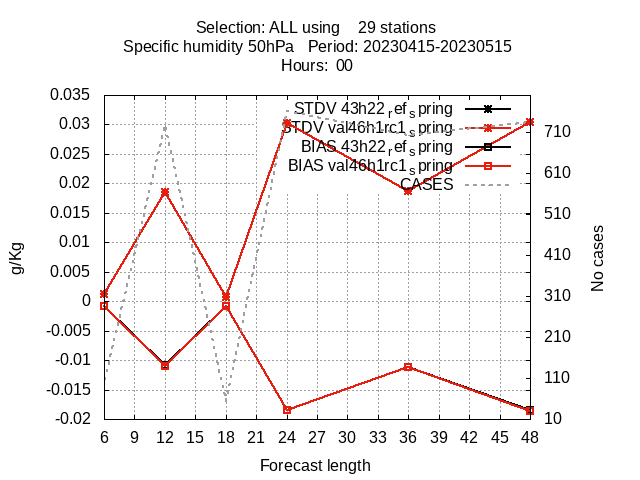 Selection: ALL using    29 stations
Specific humidity 50hPa   Period: 20230415-20230515
Hours:  00
STDV 43h22_ref_spring
STDV val46h1rc1_spring
BIAS 43h22_ref_spring
BIAS val46h1rc1_spring
CASES
0.035
0.03
0.025
0.02
0.015
0.01
0.005
0
-0.005
-0.01
-0.015
-0.02
g/Kg
710
610
510
410
310
210
110
10
No cases
6 9 12 15 18 21 24 27 30 33 36 39 42 45 48
Forecast length